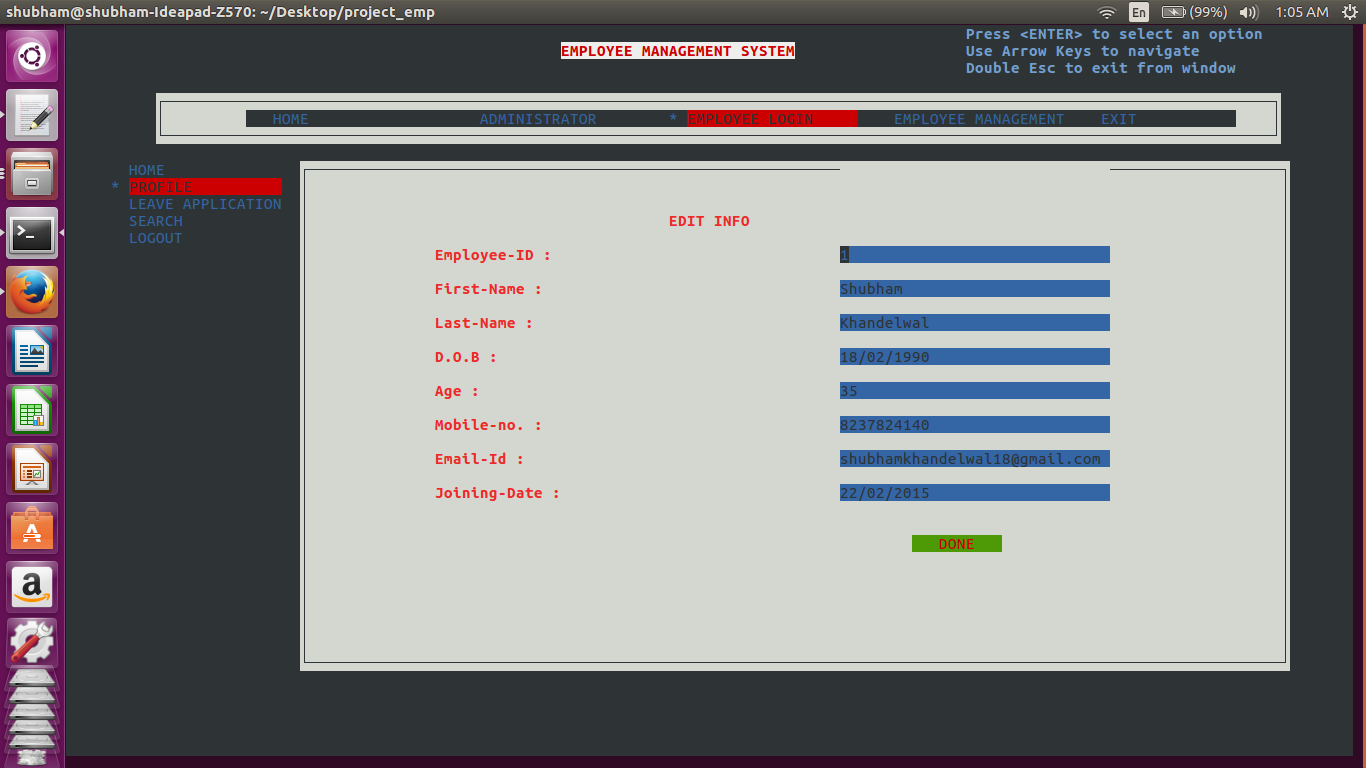 shubham@shubham-Ideapad-Z570: ~/Desktop/project_emp
En (99%) 1:05 AM
Press <ENTER> to select an option
EMPLOYEE MANAGEMENT SYSTEM
Use Arrow Keys to navigate
Double Esc to exit from window
HOME ADMINISTRATOR * EMPLOYEE LOGIN EMPLOYEE MANAGEMENT EXIT
HOME
* PROFILE
LEAVE APPLICATION
SEARCH
LOGOUT
EDIT INFO
Employee-ID : 1
First-Name : Shubham
Last-Name : Khandelwal
D.O.B : 18/02/1990
Age : 35
Mobile-no. : 8237824140
Email-Id : shubhamkhandelwal18@gmail.com
Joining-Date : 22/02/2015
DONE